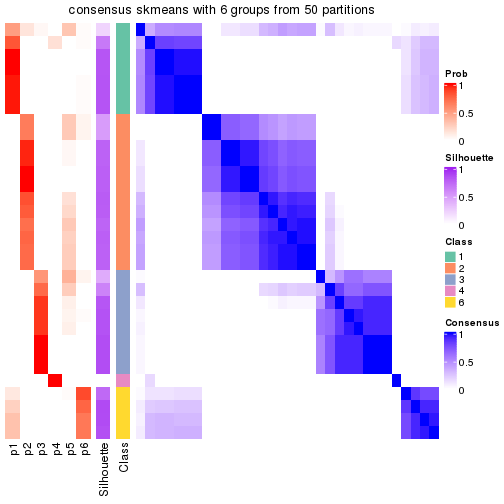 consensus skmeans with 6 groups from 50 partitions
Prob
1
0.5
0
Silhouette
1
0.5
0
Class
1
2
3
4
6
Consensus
1
0.5
0
p1
p2
p3
p4
p5
p6
Silhouette
Class